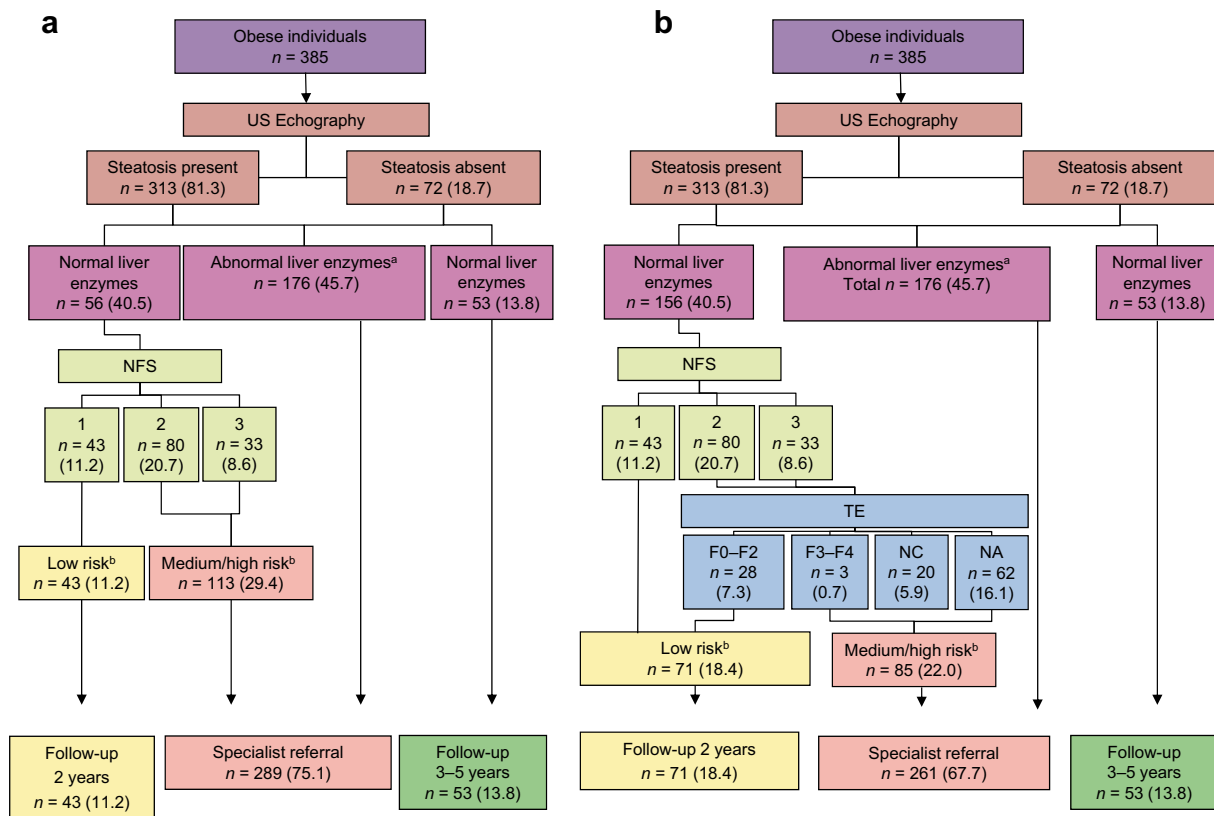 a
Obese individuals
n = 385
US Echography
Steatosis present
n = 313 (81.3)
Steatosis absent
n = 72 (18.7)
Normal liver
enzymes
n = 56 (40.5)
Abnormal liver enzymesᵃ
n = 176 (45.7)
Normal liver
enzymes
n = 53 (13.8)
NFS
1
n = 43
(11.2)
2
n = 80
(20.7)
3
n = 33
(8.6)
Low riskᵇ
n = 43 (11.2)
Medium/high riskᵇ
n = 113 (29.4)
Follow-up
2 years
n = 43 (11.2)
Specialist referral
n = 289 (75.1)
Follow-up
3–5 years
n = 53 (13.8)
b
Obese individuals
n = 385
US Echography
Steatosis present
n = 313 (81.3)
Steatosis absent
n = 72 (18.7)
Normal liver
enzymes
n = 156 (40.5)
Abnormal liver enzymesᵃ
Total n = 176 (45.7)
Normal liver
enzymes
n = 53 (13.8)
NFS
1
n = 43
(11.2)
2
n = 80
(20.7)
3
n = 33
(8.6)
TE
F0–F2
n = 28
(7.3)
F3–F4
n = 3
(0.7)
NC
n = 20
(5.9)
NA
n = 62
(16.1)
Low riskᵇ
n = 71 (18.4)
Medium/high riskᵇ
n = 85 (22.0)
Follow-up 2 years
n = 71 (18.4)
Specialist referral
n = 261 (67.7)
Follow-up
3–5 years
n = 53 (13.8)